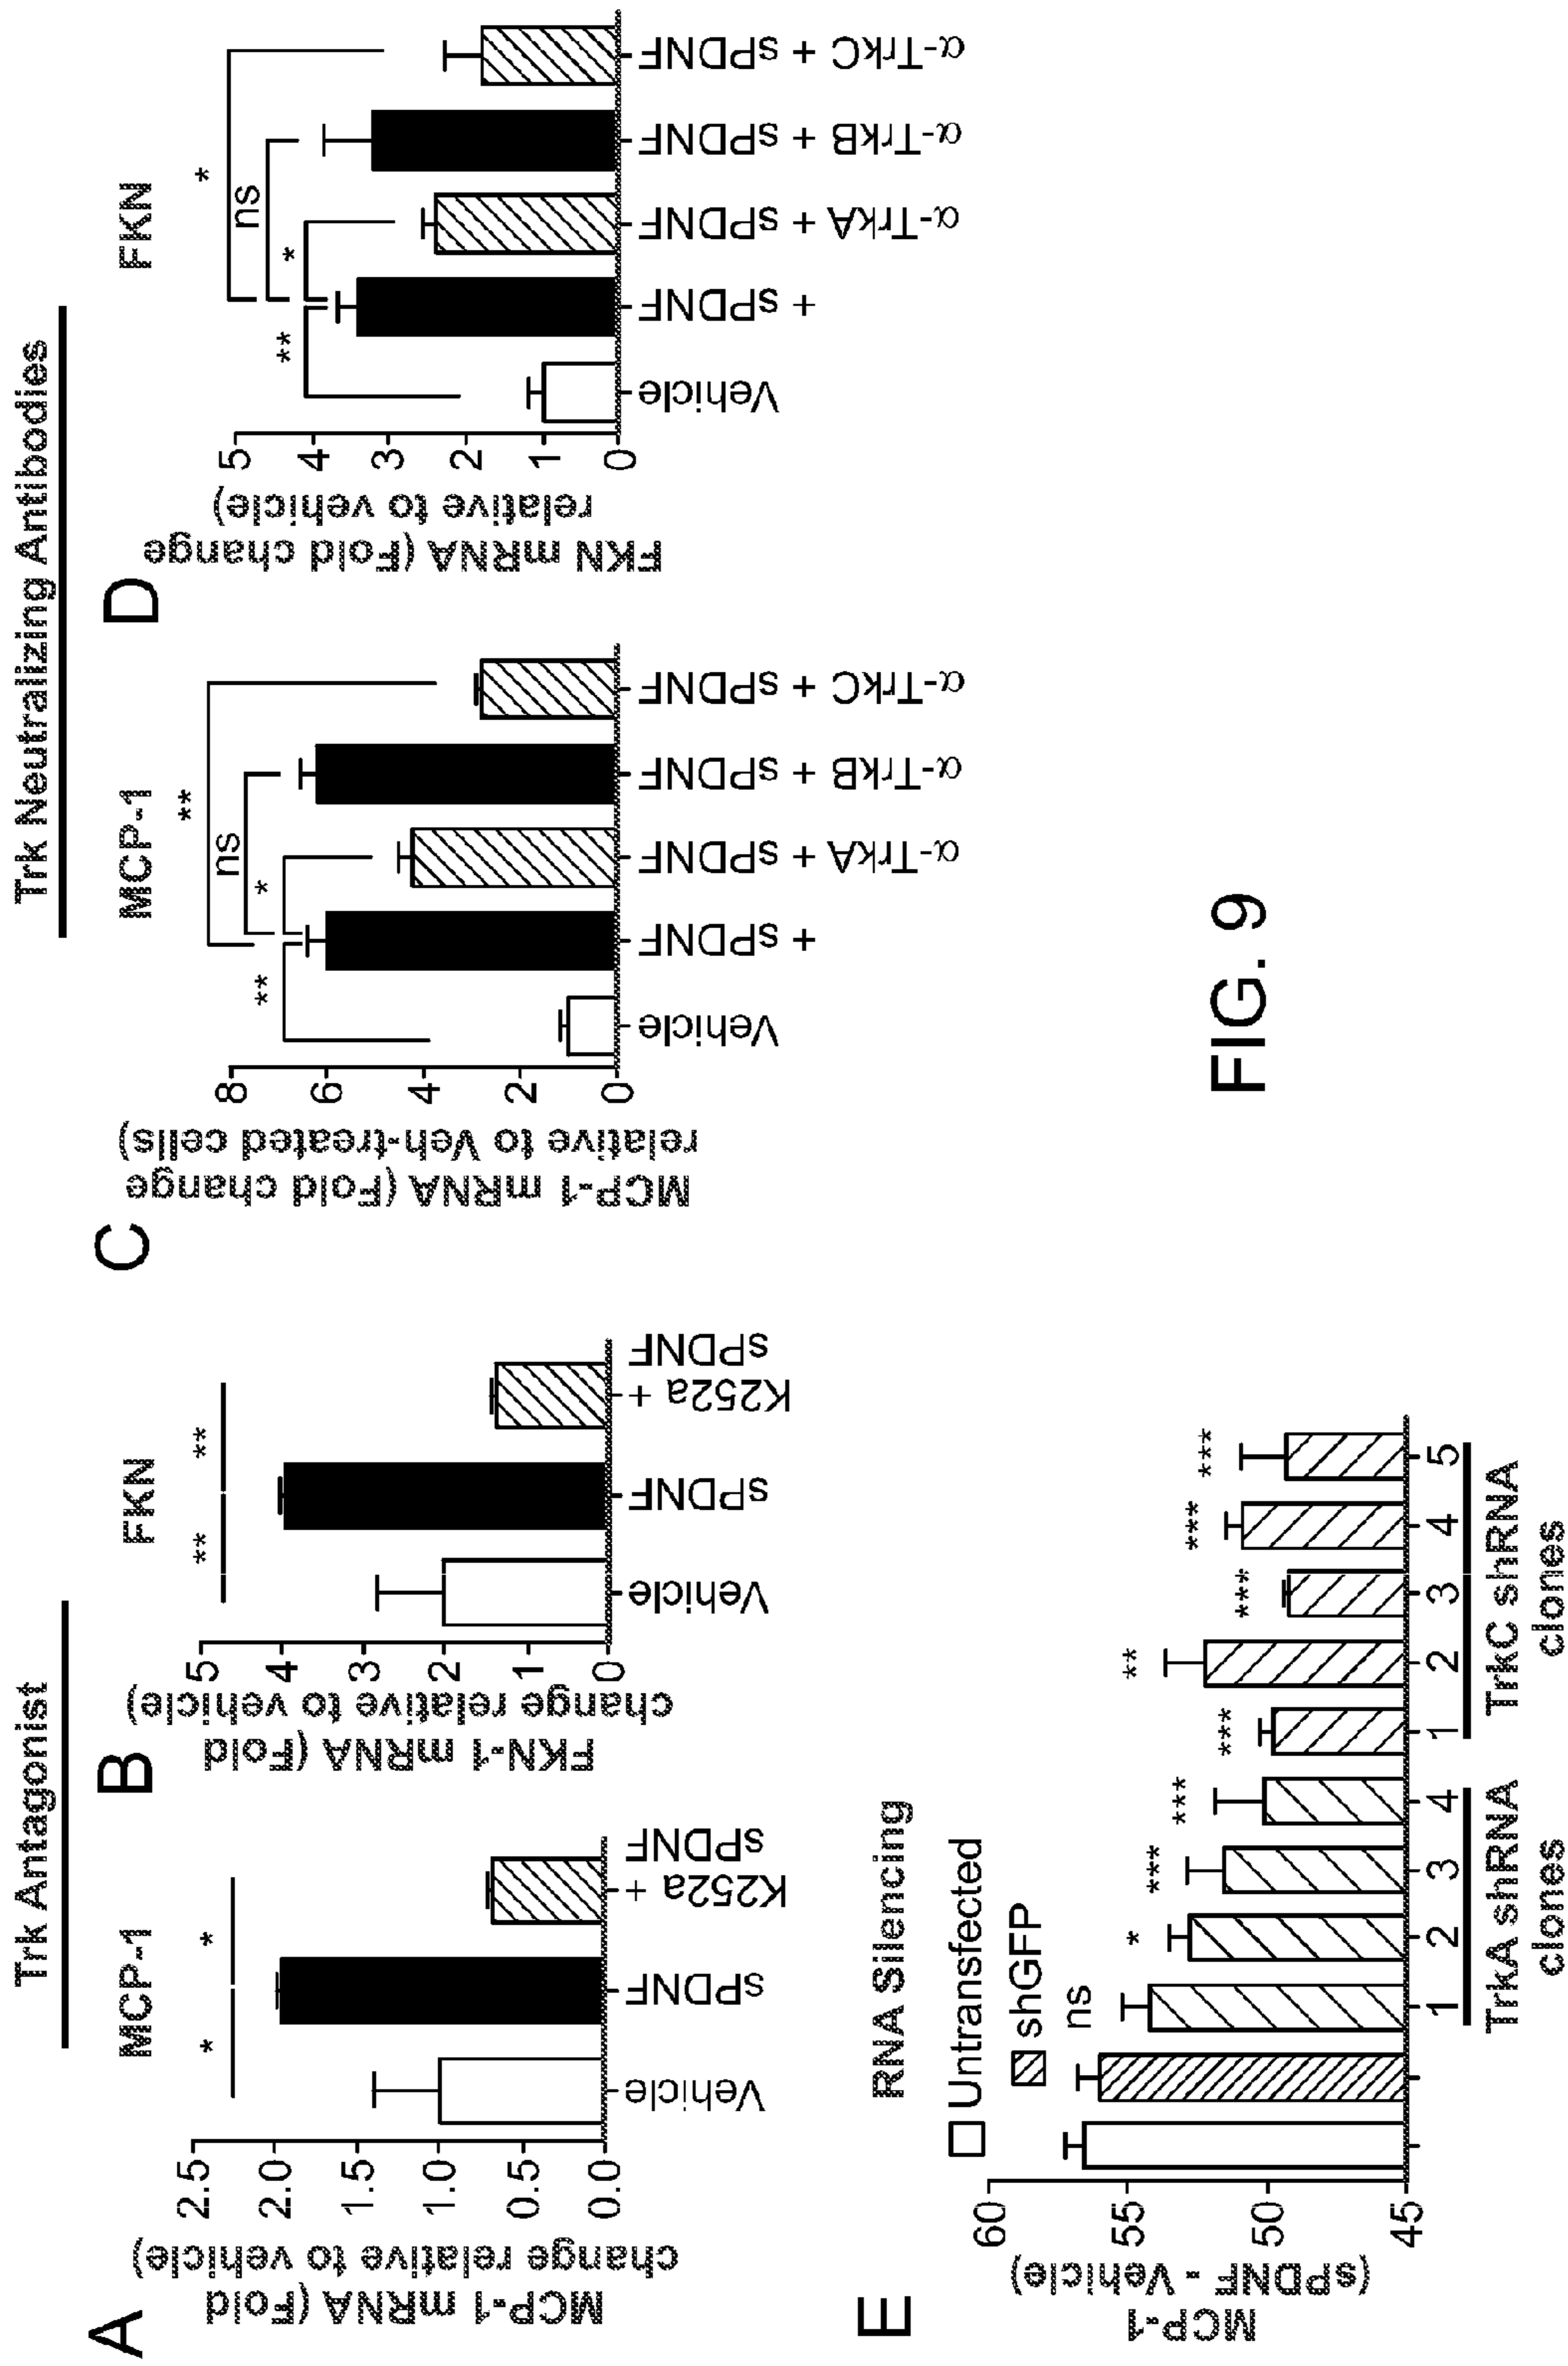 Trk Antagonist
Trk Neutralizing Antibodies
A
MCP-1
MCP-1 mRNA (Fold
change relative to vehicle)
2.5
2.0
1.5
1.0
0.5
0.0
*
*
Vehicle
sPDNF
K252a +
sPDNF
B
FKN
FKN-1 mRNA (Fold
change relative to vehicle)
5
4
3
2
1
0
**
**
Vehicle
sPDNF
K252a +
sPDNF
C
MCP-1
MCP-1 mRNA (Fold change
relative to Veh-treated cells)
8
6
4
2
0
**
ns
*
**
Vehicle
+ sPDNF
α-TrkA + sPDNF
α-TrkB + sPDNF
α-TrkC + sPDNF
D
FKN
FKN mRNA (Fold change
relative to vehicle)
5
4
3
2
1
0
*
ns
*
**
Vehicle
+ sPDNF
α-TrkA + sPDNF
α-TrkB + sPDNF
α-TrkC + sPDNF
E
RNA Silencing
Untransfected
shGFP
MCP-1
(sPDNF - Vehicle)
60
55
50
45
ns
*
***
***
***
**
***
***
***
1 2 3 4
1 2 3 4 5
TrkA shRNA
clones
TrkC shRNA
clones
FIG. 9